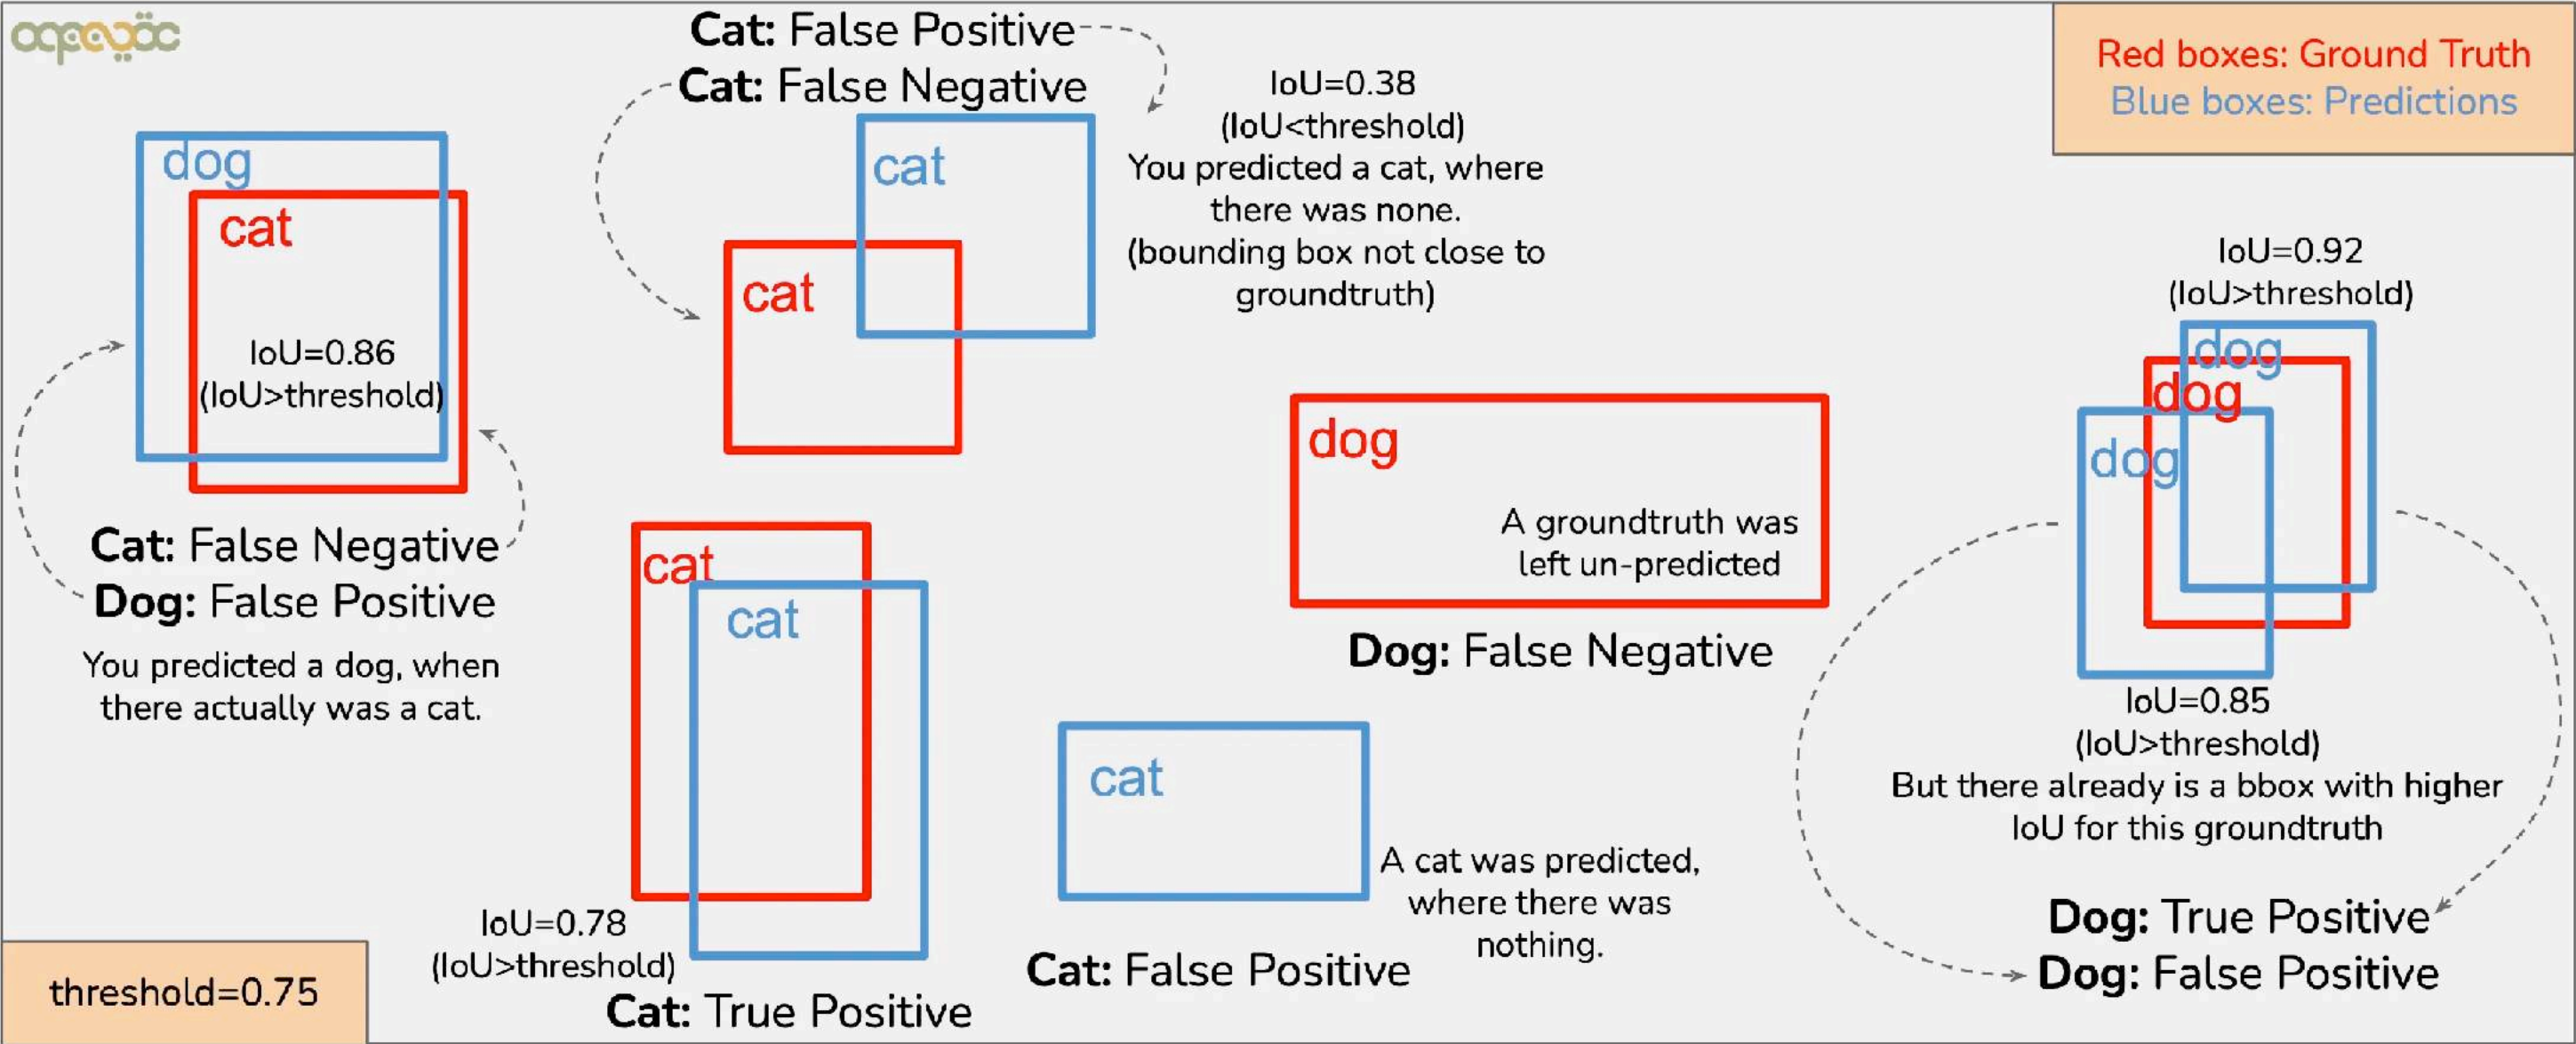 Cat: False Positive
Cat: False Negative
Red boxes: Ground Truth
Blue boxes: Predictions
dog
cat
IoU=0.86
(IoU>threshold)
Cat: False Negative
Dog: False Positive
You predicted a dog, when
there actually was a cat.
cat
cat
IoU=0.38
(IoU<threshold)
You predicted a cat, where
there was none.
(bounding box not close to
groundtruth)
cat
cat
IoU=0.78
(IoU>threshold)
Cat: True Positive
dog
A groundtruth was
left un-predicted
Dog: False Negative
cat
A cat was predicted,
where there was
nothing.
Cat: False Positive
IoU=0.92
(IoU>threshold)
dog
dog
dog
IoU=0.85
(IoU>threshold)
But there already is a bbox with higher
IoU for this groundtruth
Dog: True Positive
Dog: False Positive
threshold=0.75